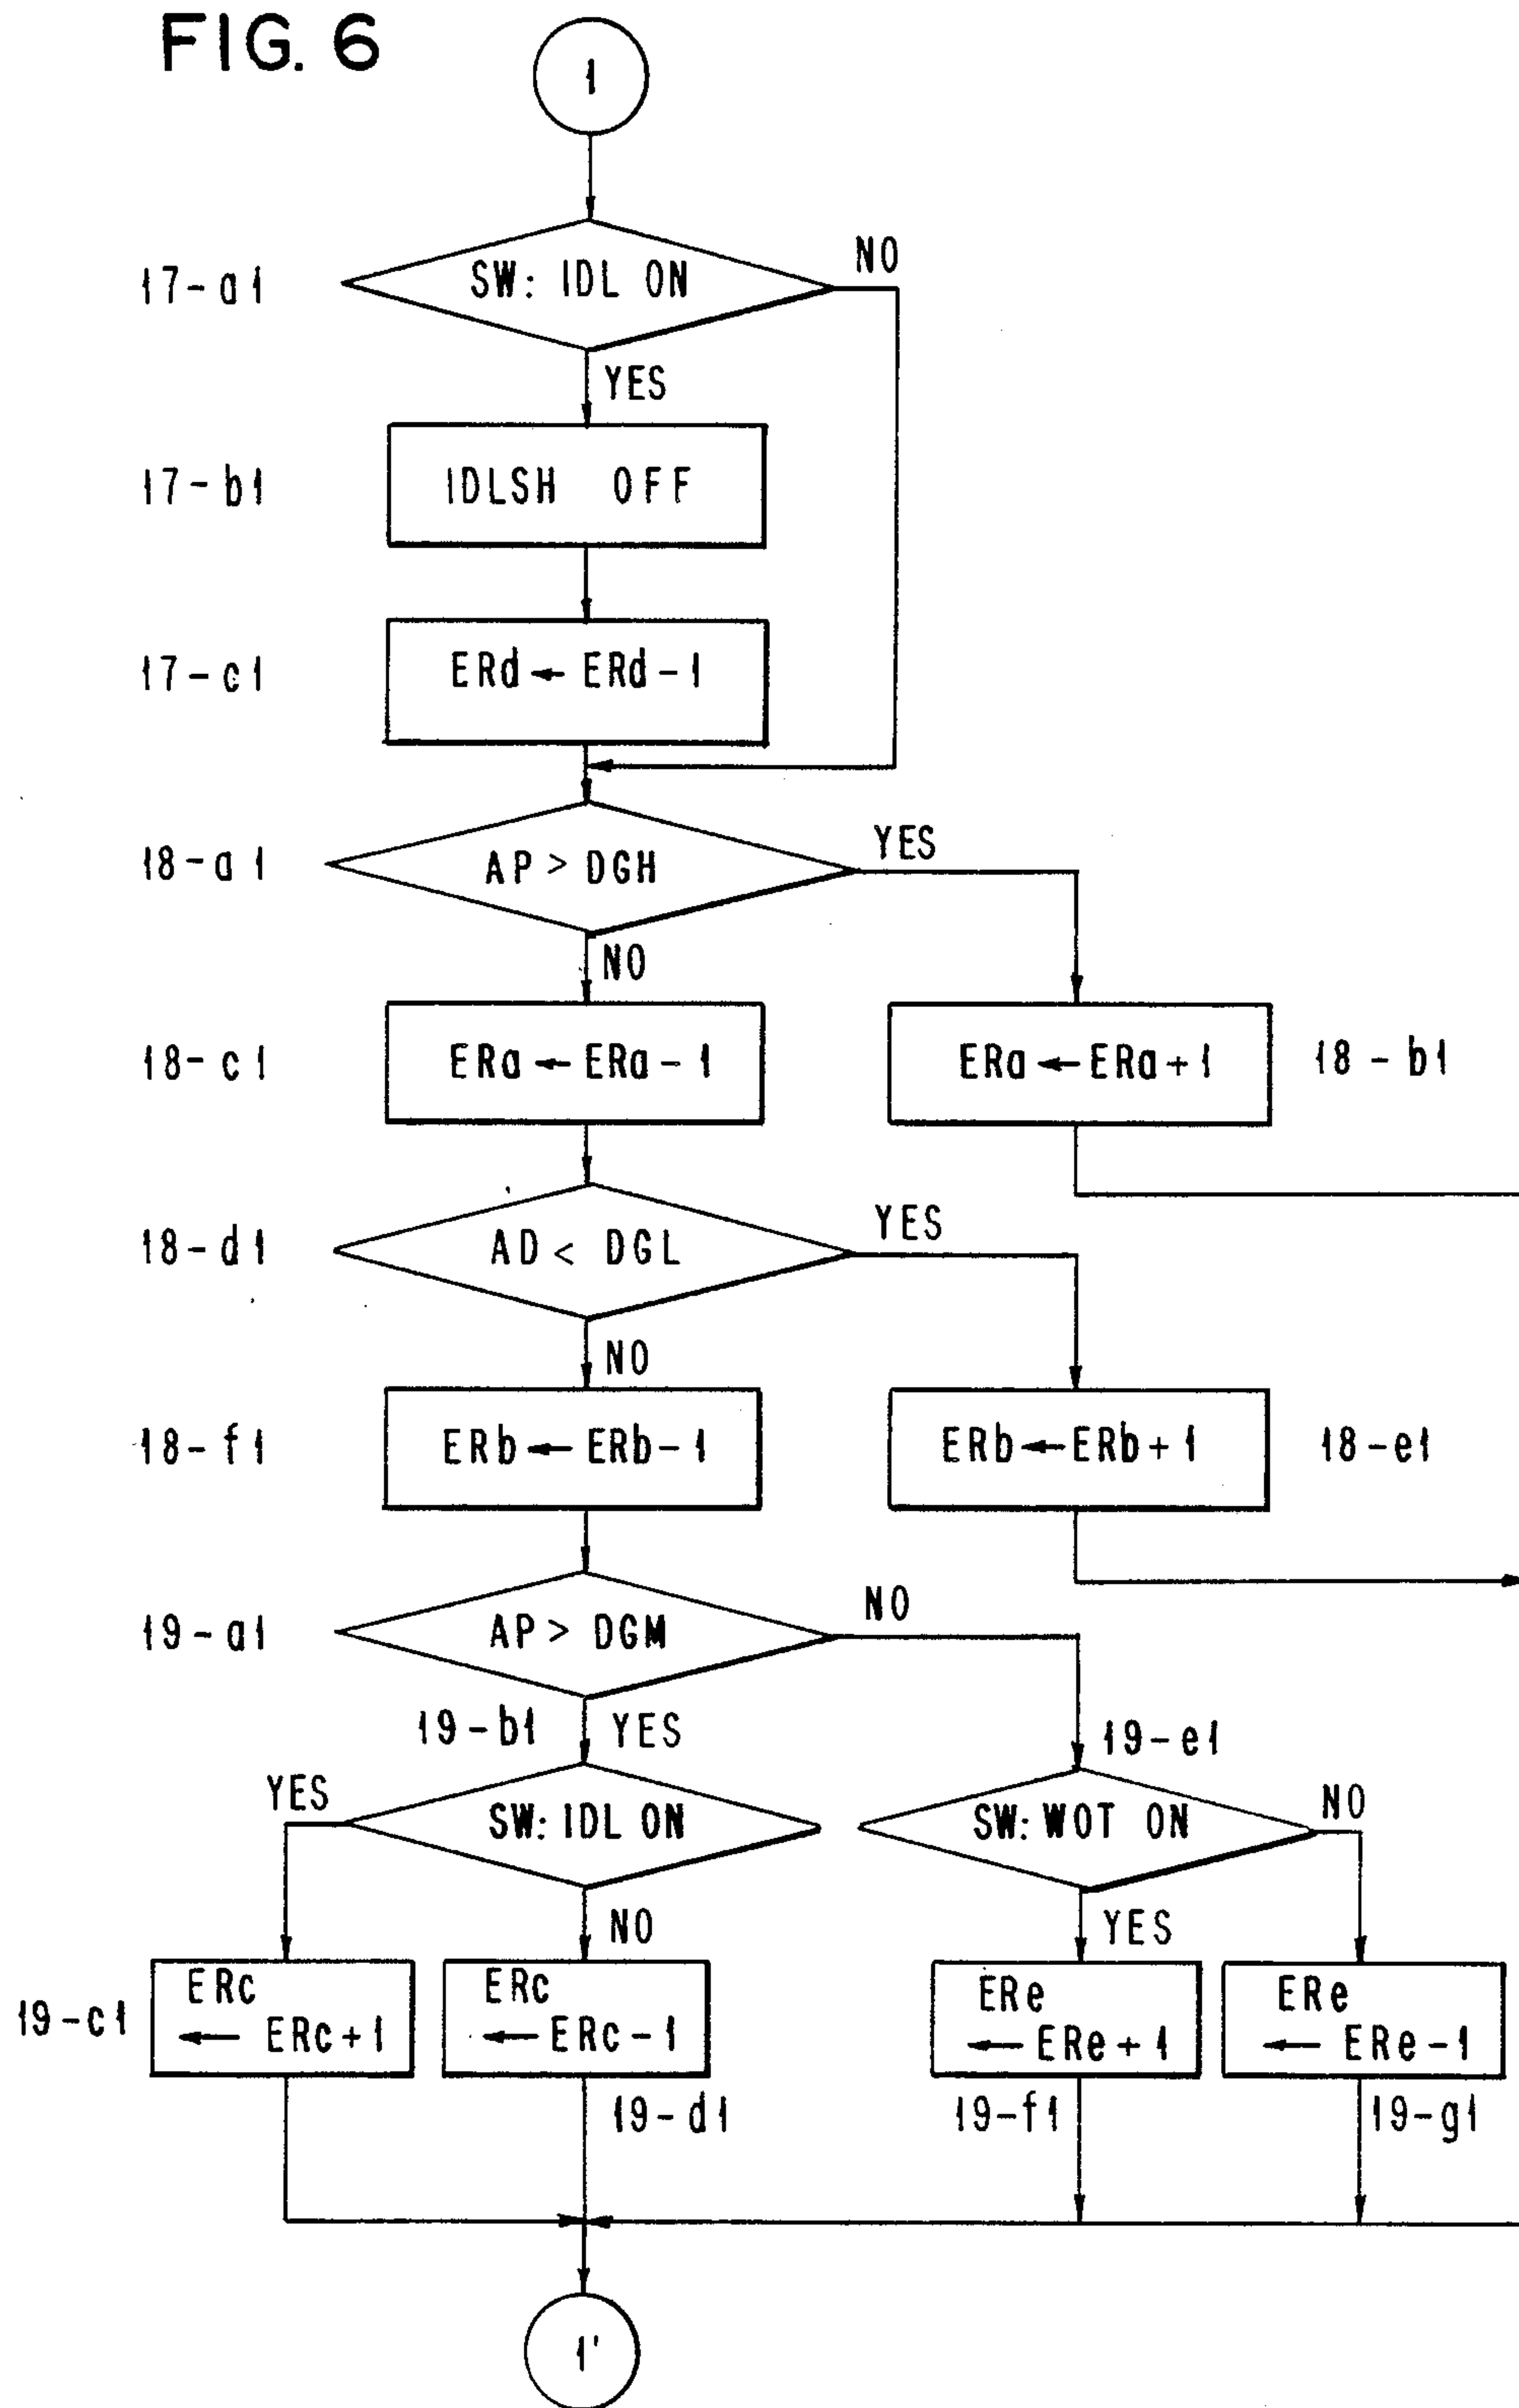 FIG. 6
1
17-a1
SW: IDL ON
NO
YES
17-b1
IDLSH OFF
17-c1
ERd ← ERd-1
18-a1
AP > DGH
YES
NO
18-c1
ERa ← ERa-1
ERa ← ERa+1
18-b1
18-d1
AD < DGL
YES
NO
18-f1
ERb ← ERb-1
ERb ← ERb+1
18-e1
19-a1
AP > DGM
NO
19-b1
YES
19-e1
YES
SW: IDL ON
SW: WOT ON
NO
NO
YES
19-c1
ERc
← ERc+1
ERc
← ERc-1
ERe
← ERe+1
ERe
← ERe-1
19-d1
19-f1
19-g1
1'